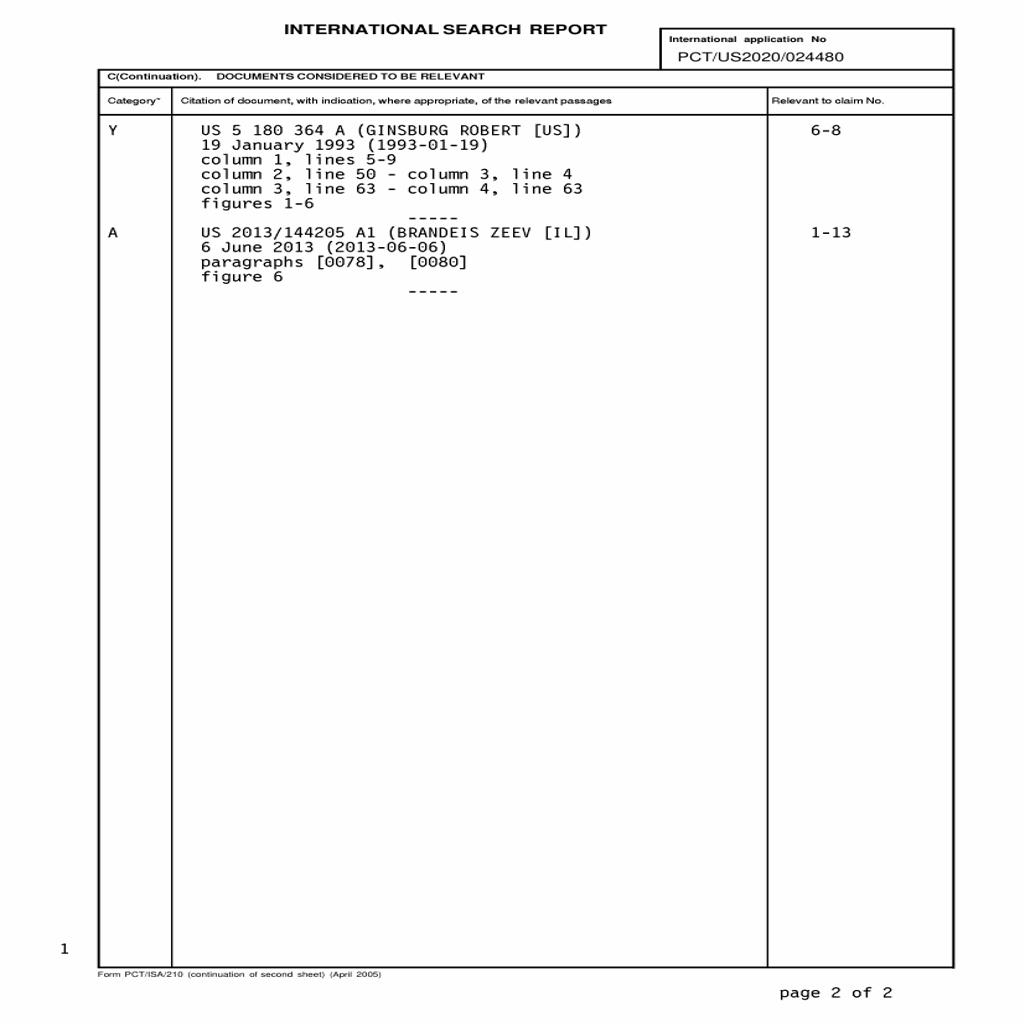 INTERNATIONAL SEARCH REPORT
International application No
PCT/US2020/024480
C(Continuation). DOCUMENTS CONSIDERED TO BE RELEVANT
Category* Citation of document, with indication, where appropriate, of the relevant passages Relevant to claim No.
Y US 5 180 364 A (GINSBURG ROBERT [US]) 6-8
19 January 1993 (1993-01-19)
column 1, lines 5-9
column 2, line 50 - column 3, line 4
column 3, line 63 - column 4, line 63
figures 1-6
-----
A US 2013/144205 A1 (BRANDEIS ZEEV [IL]) 1-13
6 June 2013 (2013-06-06)
paragraphs [0078], [0080]
figure 6
-----
1
Form PCT/ISA/210 (continuation of second sheet) (April 2005)
page 2 of 2